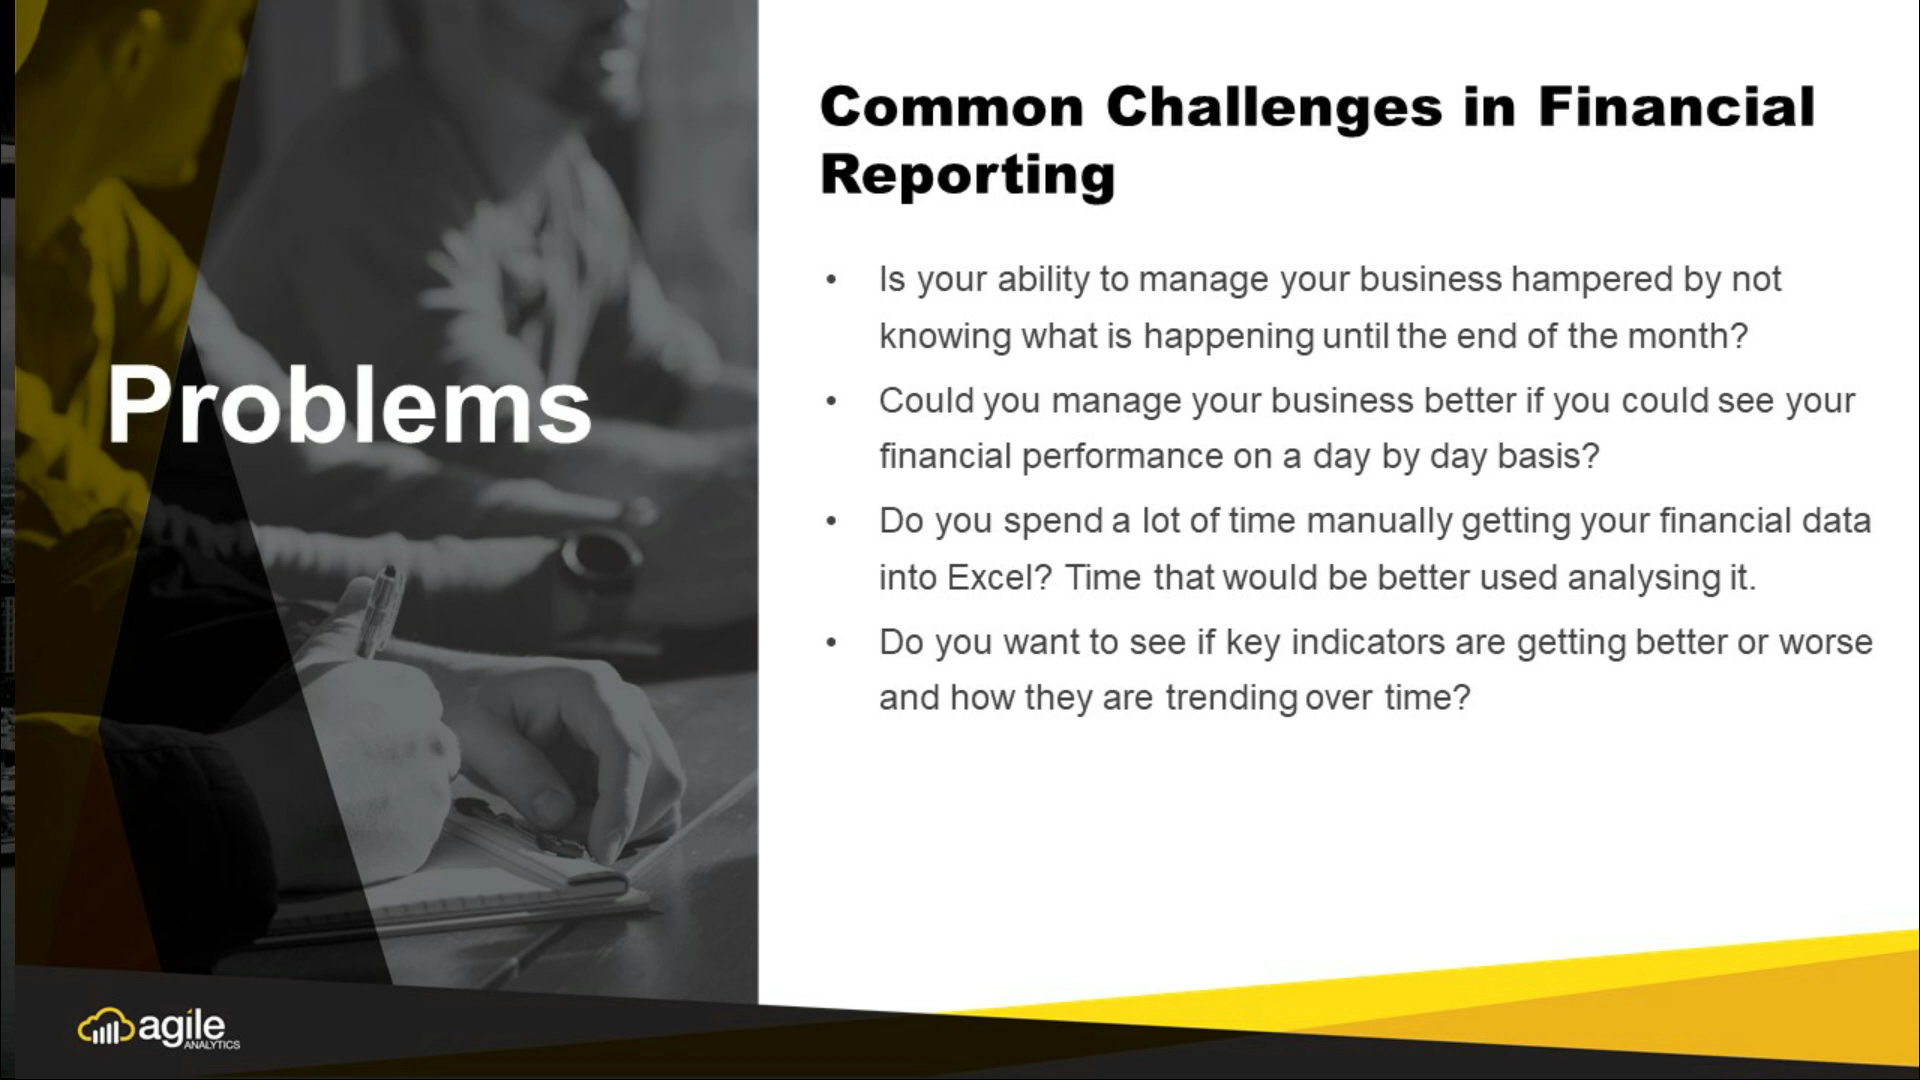 Problems
Common Challenges in Financial
Reporting
• Is your ability to manage your business hampered by not
knowing what is happening until the end of the month?
• Could you manage your business better if you could see your
financial performance on a day by day basis?
• Do you spend a lot of time manually getting your financial data
into Excel? Time that would be better used analysing it.
• Do you want to see if key indicators are getting better or worse
and how they are trending over time?
agile
ANALYTICS